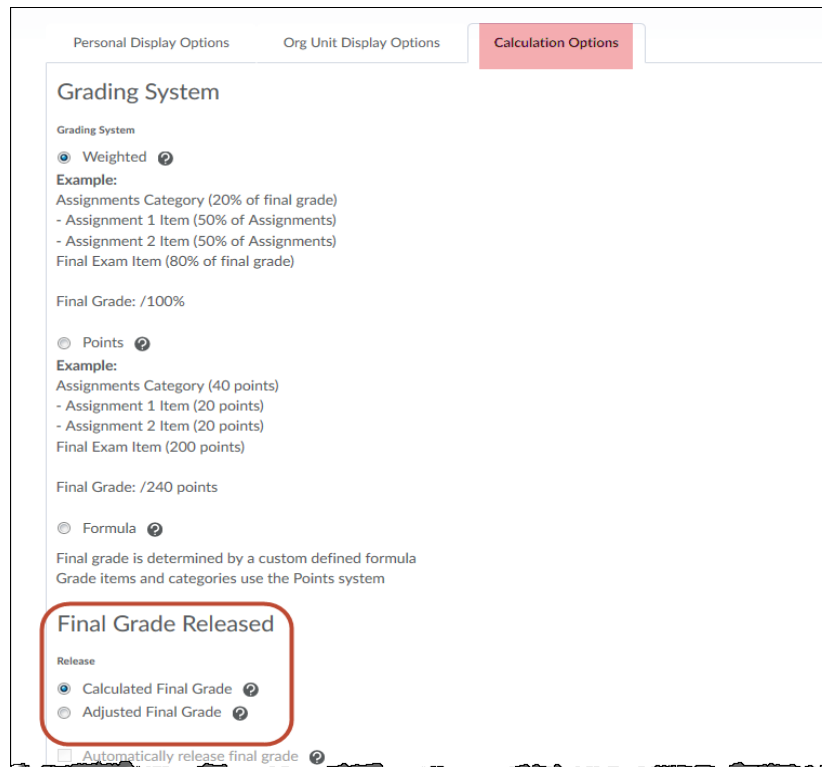 Personal Display Options Org Unit Display Options Calculation Options
Grading System
Grading System
Weighted ?
Example:
Assignments Category (20% of final grade)
- Assignment 1 Item (50% of Assignments)
- Assignment 2 Item (50% of Assignments)
Final Exam Item (80% of final grade)
Final Grade: /100%
Points ?
Example:
Assignments Category (40 points)
- Assignment 1 Item (20 points)
- Assignment 2 Item (20 points)
Final Exam Item (200 points)
Final Grade: /240 points
Formula ?
Final grade is determined by a custom defined formula
Grade items and categories use the Points system
Final Grade Released
Release
Calculated Final Grade ?
Adjusted Final Grade ?
Automatically release final grade ?